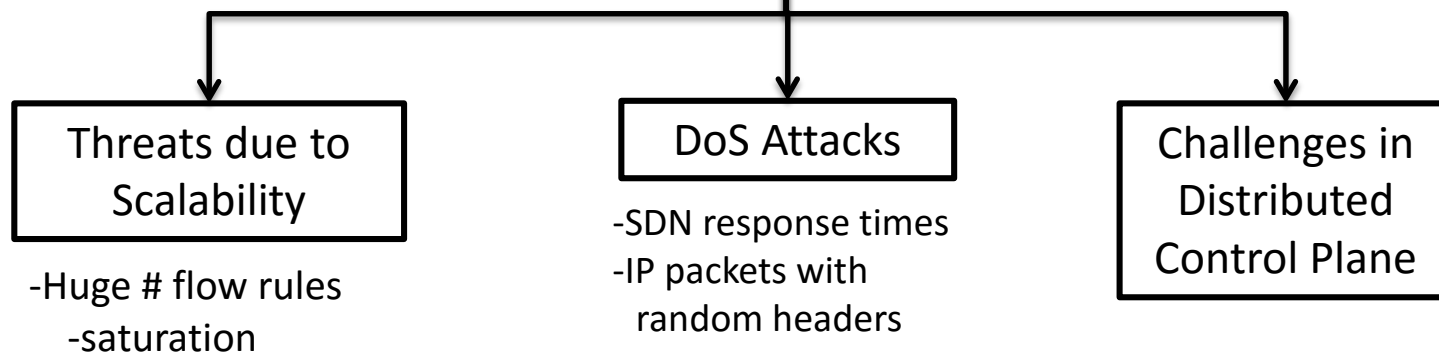 Threats due to
Scalability
-Huge # flow rules
-saturation
DoS Attacks
-SDN response times
-IP packets with
random headers
Challenges in
Distributed
Control Plane